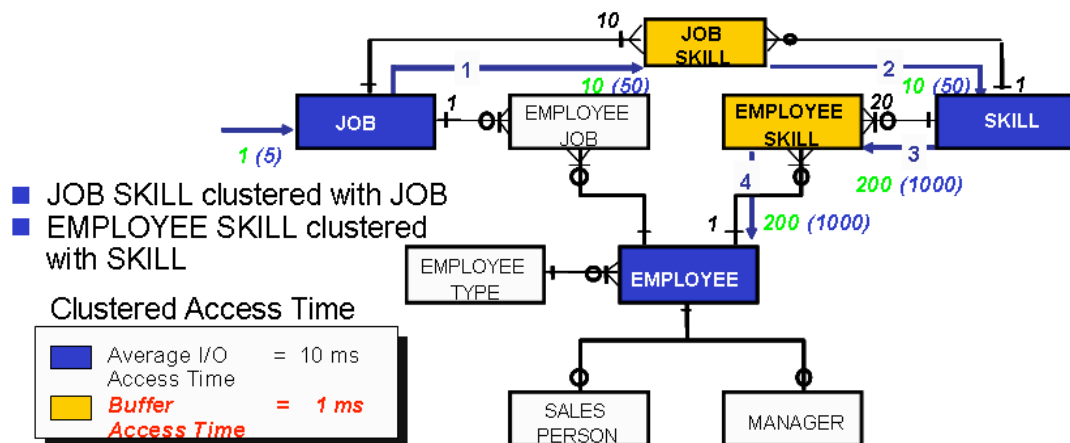 10
JOB
SKILL
1
2
10 (50)
10 (50)
1
1
20
JOB
EMPLOYEE
JOB
EMPLOYEE
SKILL
SKILL
1 (5)
3
4
200 (1000)
JOB SKILL clustered with JOB
EMPLOYEE SKILL clustered
with SKILL
1
200 (1000)
EMPLOYEE
TYPE
EMPLOYEE
Clustered Access Time
Average I/O = 10 ms
Access Time
Buffer = 1 ms
Access Time
SALES
PERSON
MANAGER